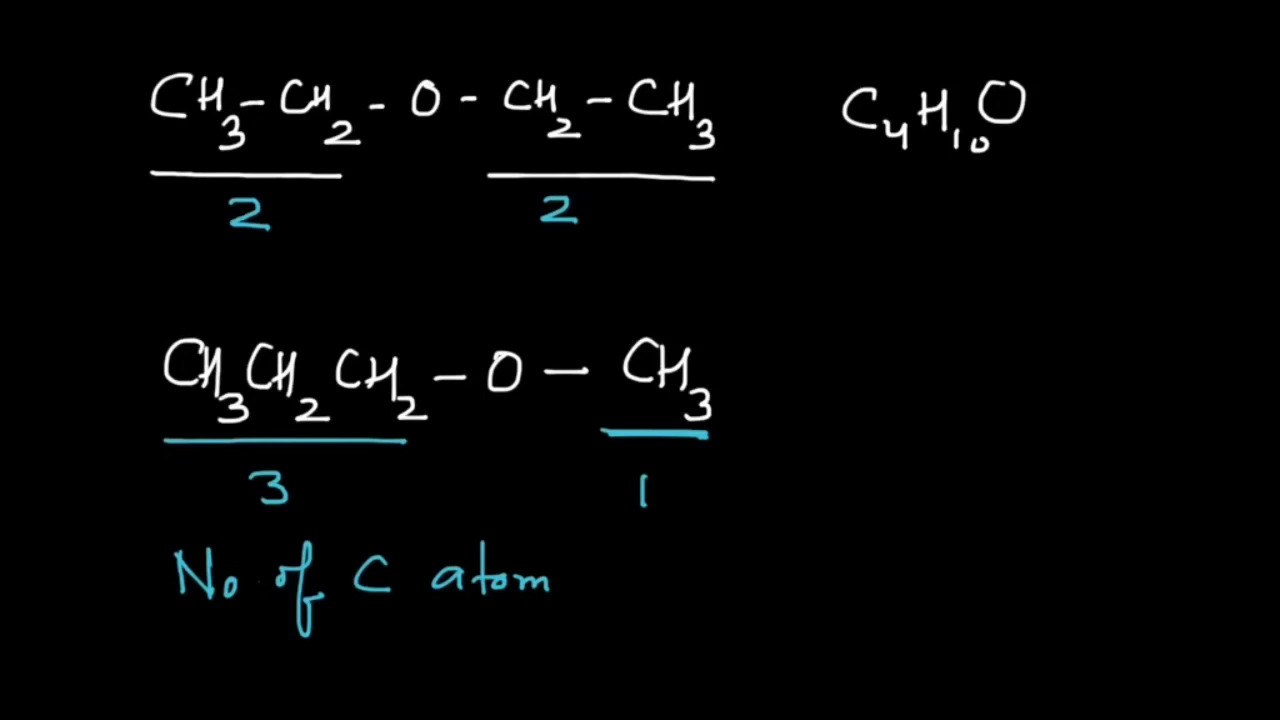 CH₃-CH₂-O-CH₂-CH₃ C₄H₁₀O
2 2
CH₃CH₂CH₂-O-CH₃
3 1
No of C atom